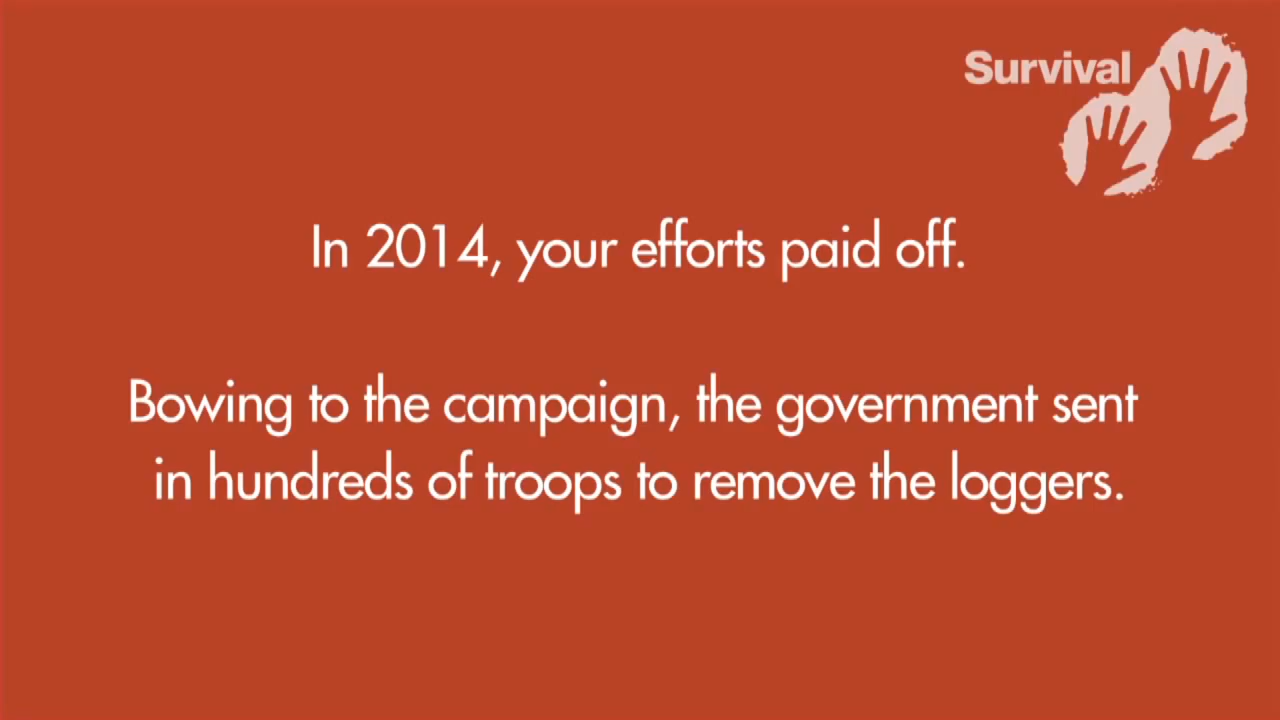 Survival
In 2014, your efforts paid off.
Bowing to the campaign, the government sent
in hundreds of troops to remove the loggers.